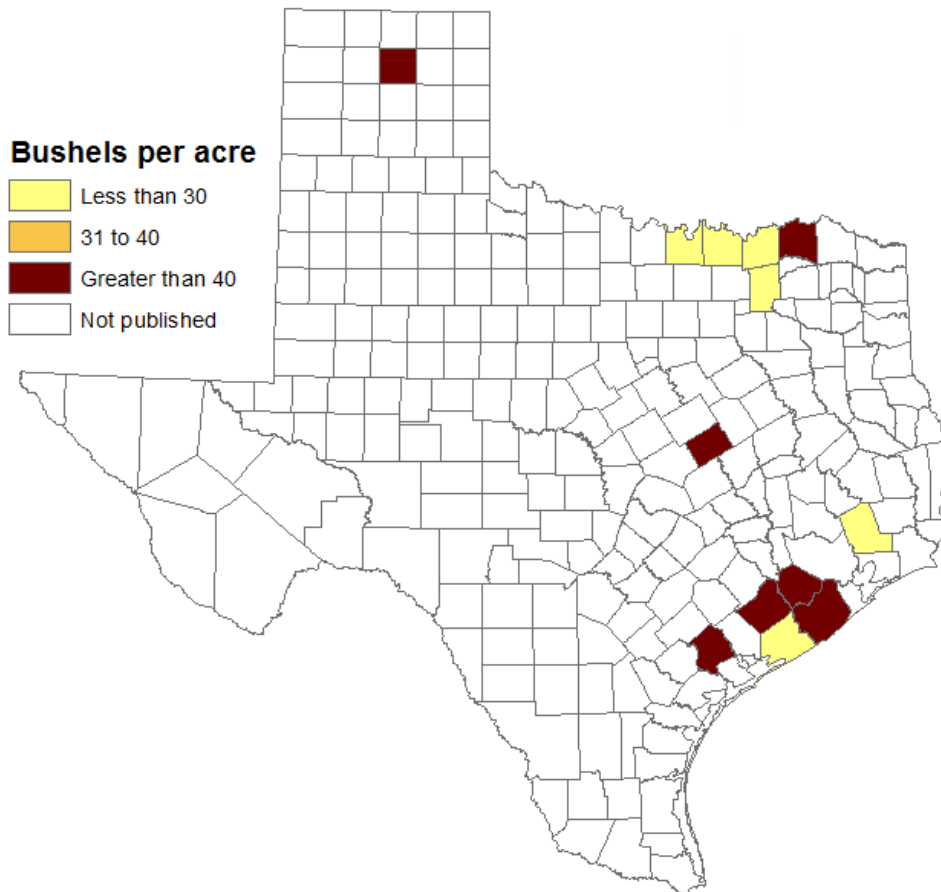 Bushels per acre
Less than 30
31 to 40
Greater than 40
Not published